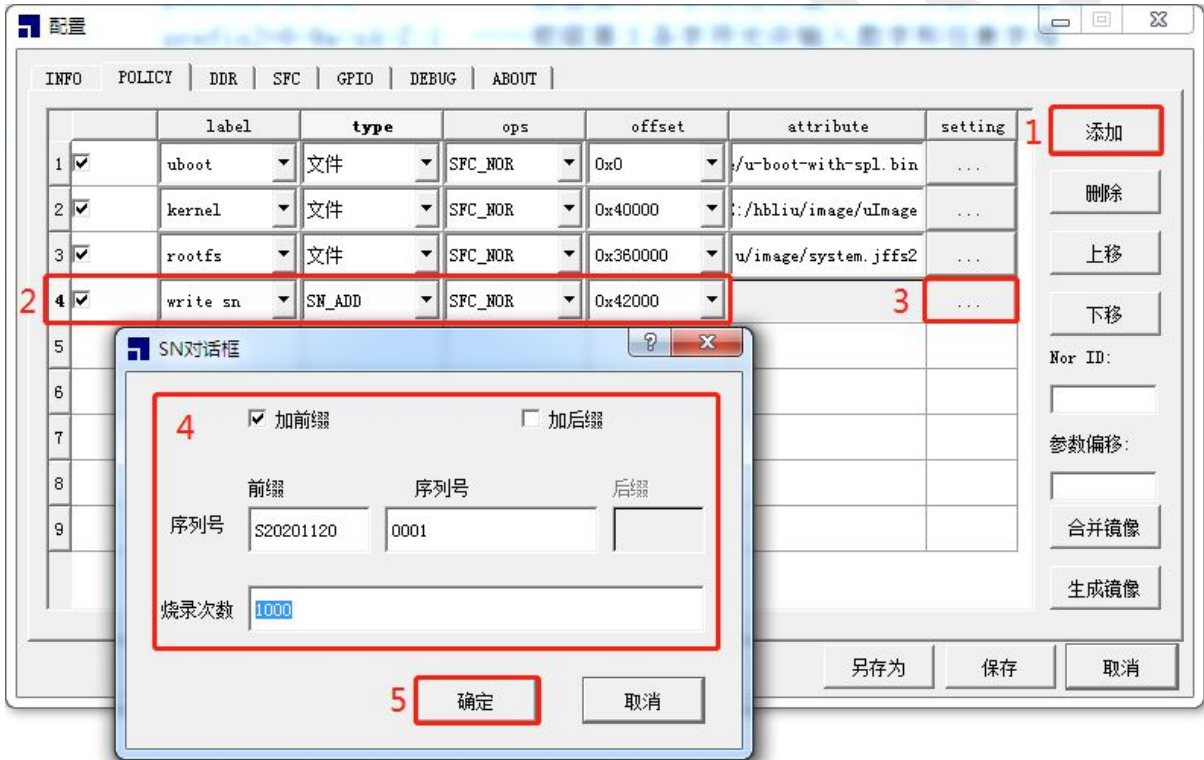 配置
INFO POLICY DDR SFC GPIO DEBUG ABOUT
label type ops offset attribute setting
1 添加
1 uboot 文件 SFC_NOR 0x0 /u-boot-with-spl.bin ...
删除
2 kernel 文件 SFC_NOR 0x40000 :/hbliu/image/uImage ...
3 rootfs 文件 SFC_NOR 0x360000 u/image/system.jffs2 ...
上移
2 4 write sn SN_ADD SFC_NOR 0x42000 3 ...
下移
5
SN对话框 ?
Nor ID:
6
4 加前缀 加后缀
7
参数偏移:
8
前缀 序列号 后缀
9
序列号 S20201120 0001
合并镜像
生成镜像
烧录次数 1000
另存为 保存 取消
5 确定 取消